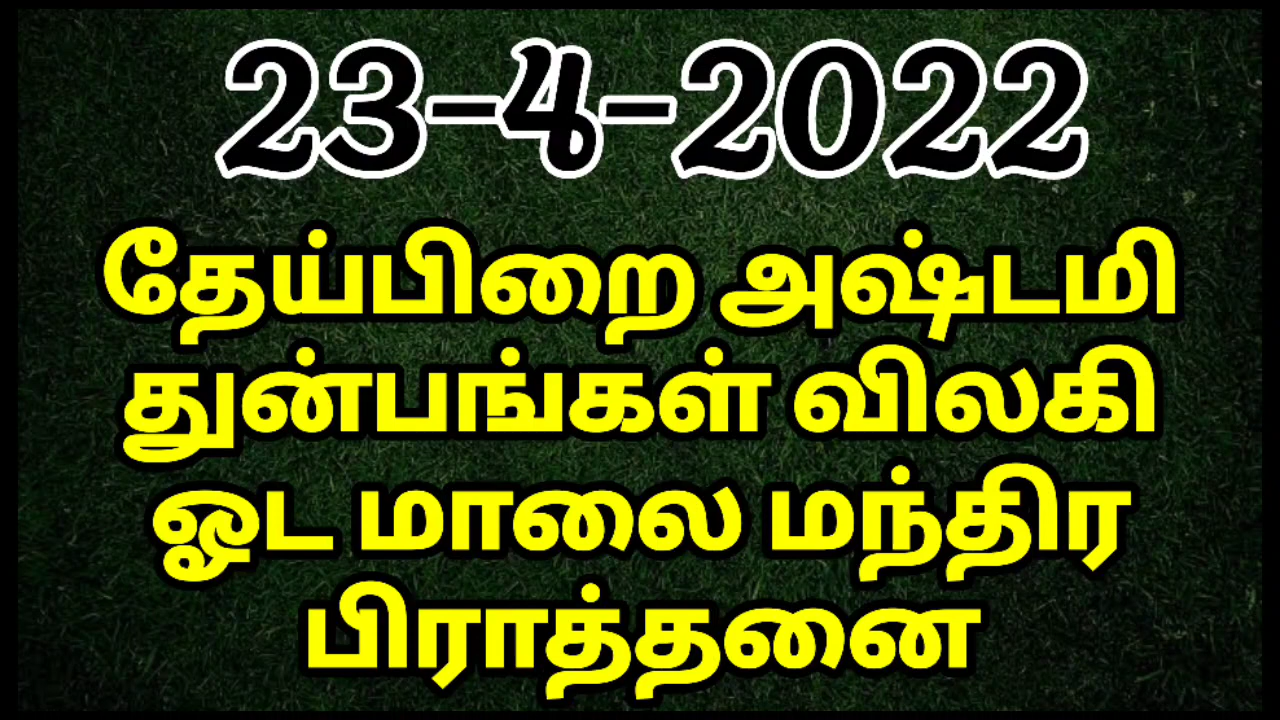 23-4-2022
தேய்பிறை அஷ்டமி
துன்பங்கள் விலகி
ஓட மாலை மந்திர
பிராத்தனை